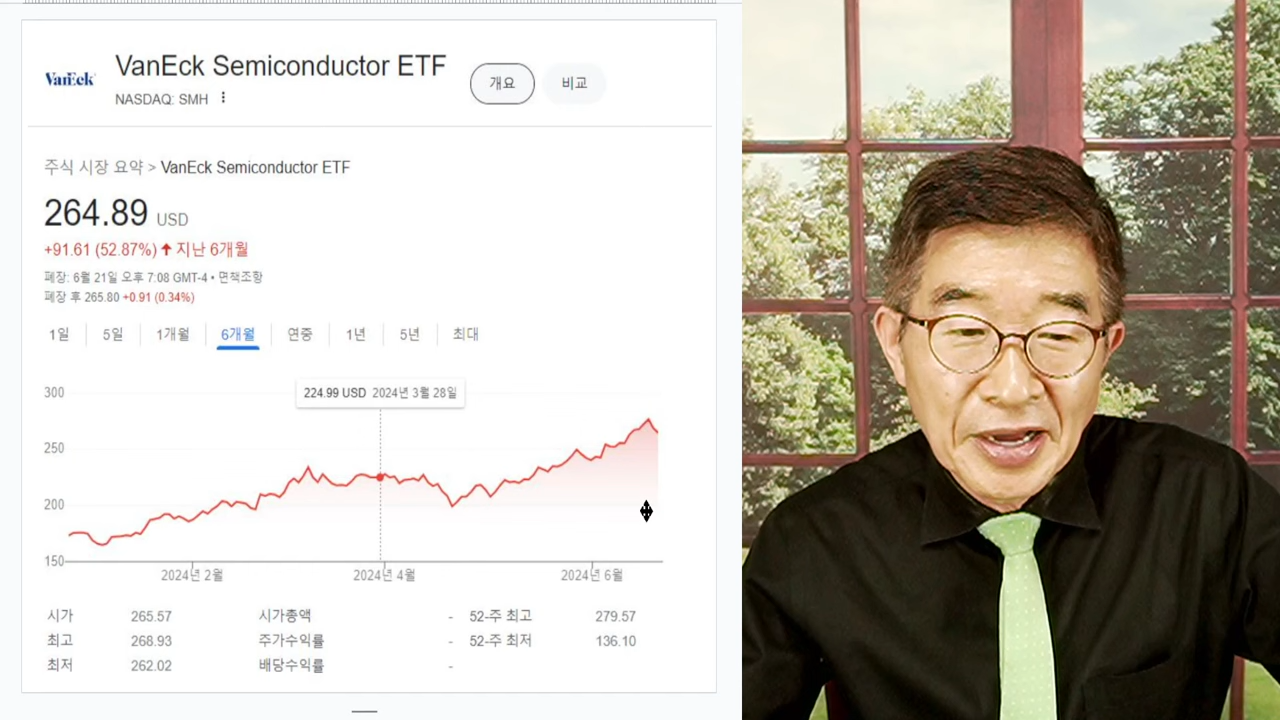 VanEck
VanEck Semiconductor ETF
NASDAQ: SMH
개요
비교
주식 시장 요약 > VanEck Semiconductor ETF
264.89 USD
+91.61 (52.87%) ↑ 지난 6개월
폐장: 6월 21일 오후 7:08 GMT-4 • 면책조항
폐장 후 265.80 +0.91 (0.34%)
1일 5일 1개월 6개월 연중 1년 5년 최대
224.99 USD 2024년 3월 28일
300
250
200
150
2024년 2월 2024년 4월 2024년 6월
시가 265.57 시가총액 - 52-주 최고 279.57
최고 268.93 주가수익률 - 52-주 최저 136.10
최저 262.02 배당수익률 -